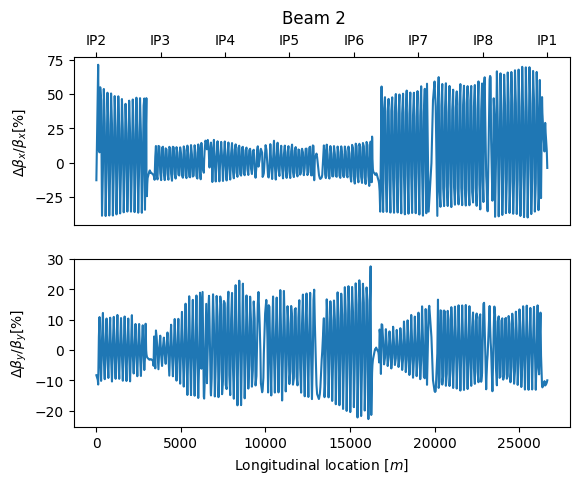 Beam 2
IP2 IP3 IP4 IP5 IP6 IP7 IP8 IP1
75
50
25
0
−25
Δβx/βx[%]
30
20
10
0
−10
−20
Δβy/βy[%]
0 5000 10000 15000 20000 25000
Longitudinal location [m]